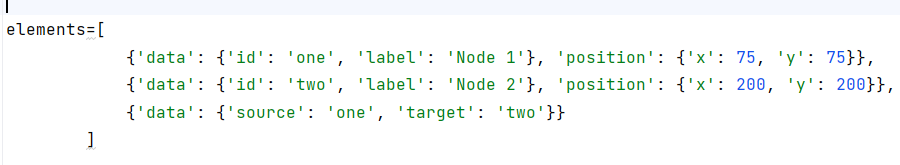 elements=[
{'data': {'id': 'one', 'label': 'Node 1'}, 'position': {'x': 75, 'y': 75}},
{'data': {'id': 'two', 'label': 'Node 2'}, 'position': {'x': 200, 'y': 200}},
{'data': {'source': 'one', 'target': 'two'}}
]